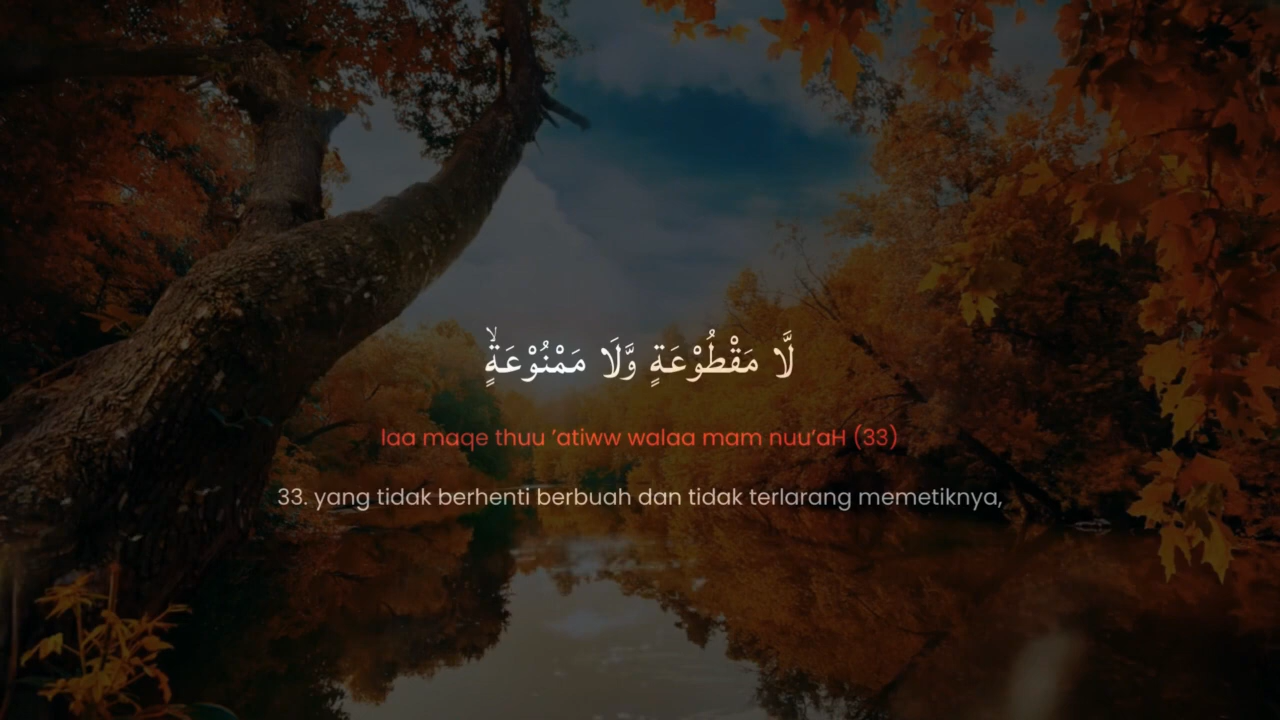 لَّا مَقْطُوْعَةٍ وَّلَا مَمْنُوْعَةٍۙ
laa maqe thuu ’atiww walaa mam nuu’aH (33)
33. yang tidak berhenti berbuah dan tidak terlarang memetiknya,